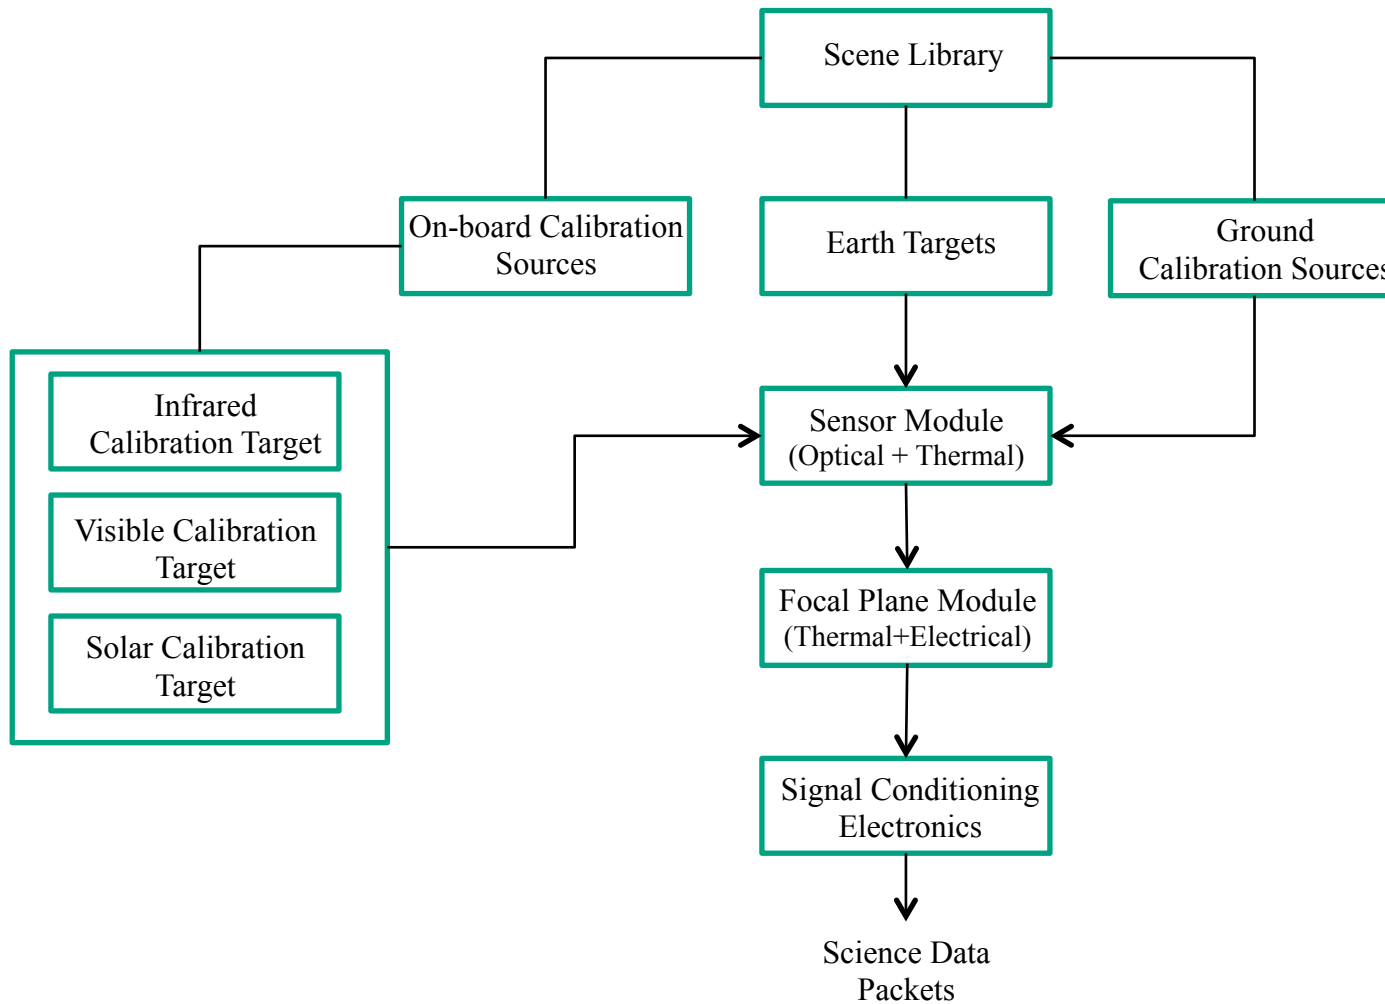 Scene Library
On-board Calibration
Sources
Earth Targets
Ground
Calibration Sources
Infrared
Calibration Target
Visible Calibration
Target
Solar Calibration
Target
Sensor Module
(Optical + Thermal)
Focal Plane Module
(Thermal+Electrical)
Signal Conditioning
Electronics
Science Data
Packets